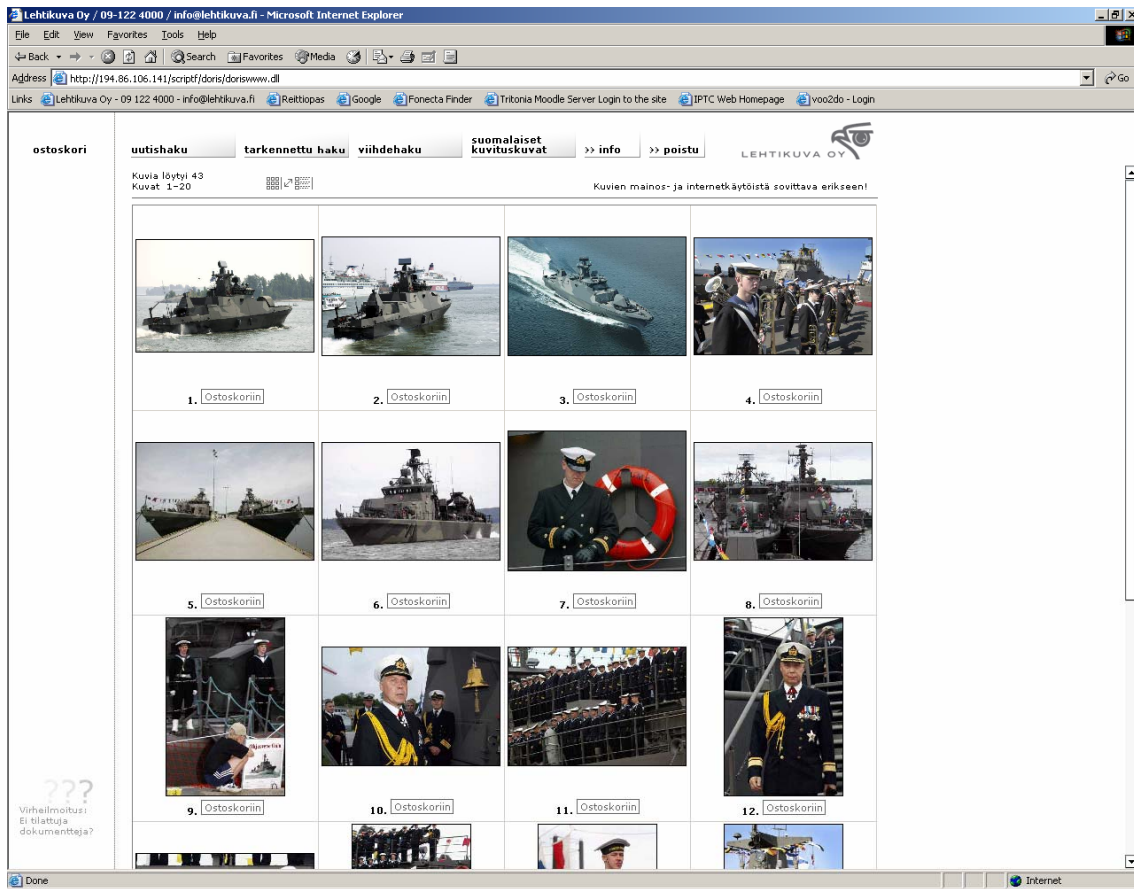 Lehtikuva Oy / 09-122 4000 / info@lehtikuva.fi - Microsoft Internet Explorer
File Edit View Favorites Tools Help
Back Search Favorites Media
Address http://194.86.106.141/scriptf/doris/doriswww.dll Go
Links Lehtikuva Oy - 09 122 4000 - info@lehtikuva.fi Reittiopas Google Fonecta Finder Tritonia Moodle Server Login to the site IPTC Web Homepage voo2do - Login
ostoskori
uutishaku tarkennettu haku viihdehaku suomalaiset kuvituskuvat >> info >> poistu
LEHTIKUVA OY
Kuvia löytyi 43
Kuvat 1-20
Kuvien mainos- ja internetkäytöistä sovittava erikseen!
1. Ostoskoriin 2. Ostoskoriin 3. Ostoskoriin 4. Ostoskoriin
5. Ostoskoriin 6. Ostoskoriin 7. Ostoskoriin 8. Ostoskoriin
9. Ostoskoriin 10. Ostoskoriin 11. Ostoskoriin 12. Ostoskoriin
???
Virheilmoitus:
Ei tilattuja
dokumentteja?
Done Internet